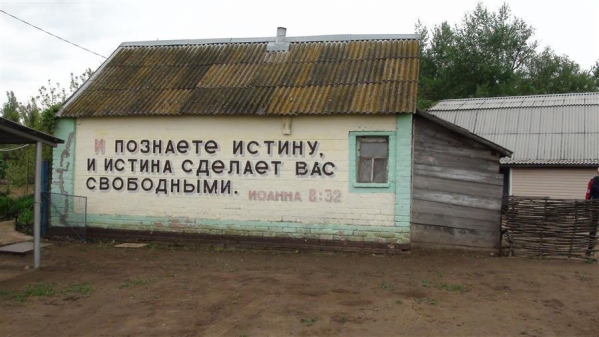 И ПОЗНАЕТЕ ИСТИНУ,
И ИСТИНА СДЕЛАЕТ ВАС
СВОБОДНЫМИ. ИОАННА 8:32